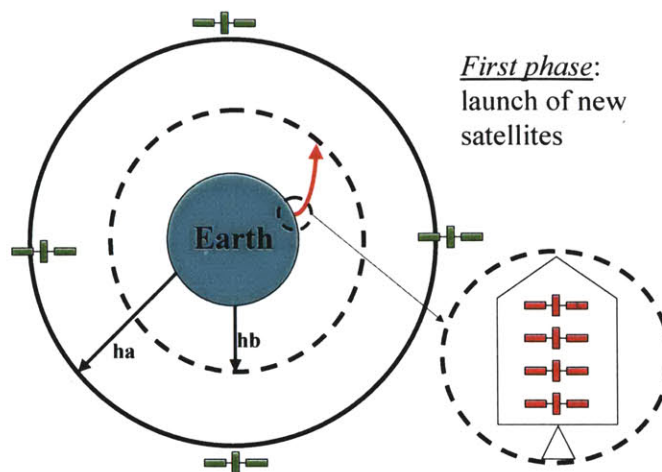 First phase:
launch of new
satellites
Earth
ha
hb